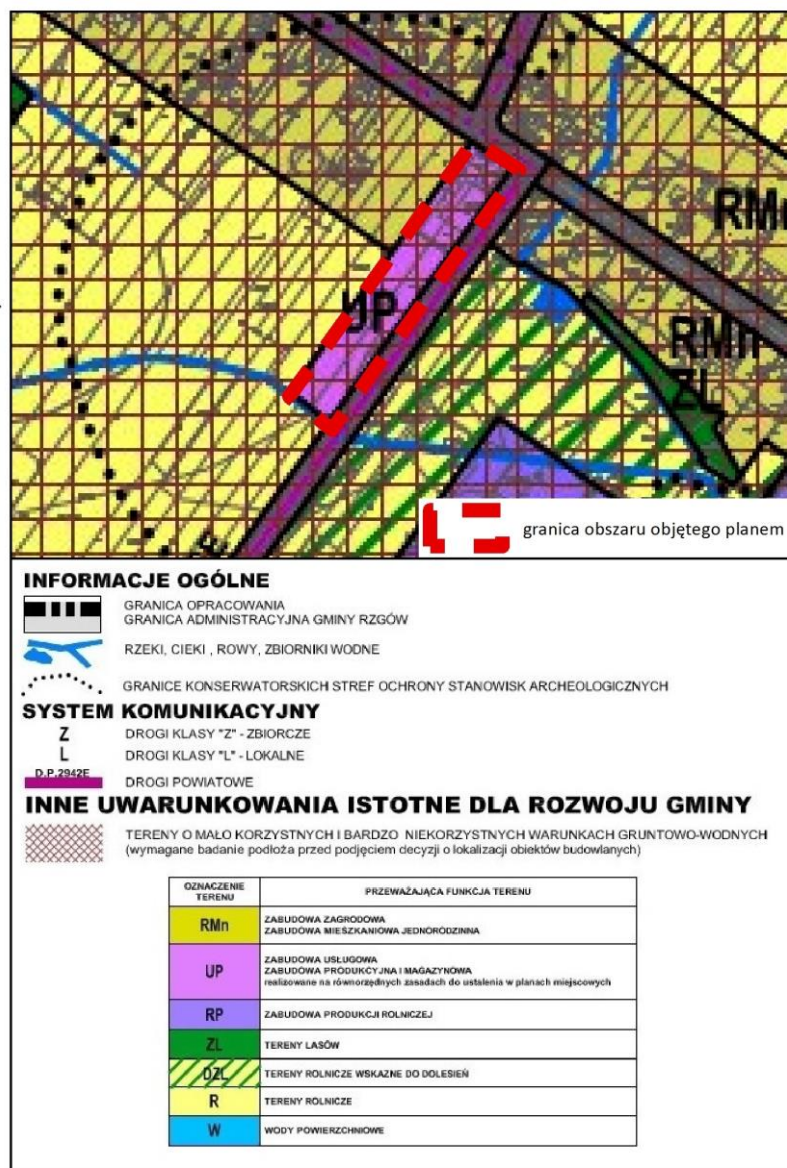 RMn
UP
RMn
ZL
granica obszaru objętego planem
INFORMACJE OGÓLNE
GRANICA OPRACOWANIA
GRANICA ADMINISTRACYJNA GMINY RZGÓW
RZEKI, CIEKI , ROWY, ZBIORNIKI WODNE
GRANICE KONSERWATORSKICH STREF OCHRONY STANOWISK ARCHEOLOGICZNYCH
SYSTEM KOMUNIKACYJNY
Z DROGI KLASY "Z" - ZBIORCZE
L DROGI KLASY "L" - LOKALNE
D.P.2942E DROGI POWIATOWE
INNE UWARUNKOWANIA ISTOTNE DLA ROZWOJU GMINY
TERENY O MAŁO KORZYSTNYCH I BARDZO NIEKORZYSTNYCH WARUNKACH GRUNTOWO-WODNYCH
(wymagane badanie podłoża przed podjęciem decyzji o lokalizacji obiektów budowlanych)
OZNACZENIE TERENU
PRZEWAŻAJĄCA FUNKCJA TERENU
RMn
ZABUDOWA ZAGRODOWA
ZABUDOWA MIESZKANIOWA JEDNORODZINNA
UP
ZABUDOWA USŁUGOWA
ZABUDOWA PRODUKCYJNA I MAGAZYNOWA
realizowane na równorzędnych zasadach do ustalenia w planach miejscowych
RP
ZABUDOWA PRODUKCJI ROLNICZEJ
ZL
TERENY LASÓW
DZL
TERENY ROLNICZE WSKAZNE DO DOLESIEŃ
R
TERENY ROLNICZE
W
WODY POWIERZCHNIOWE